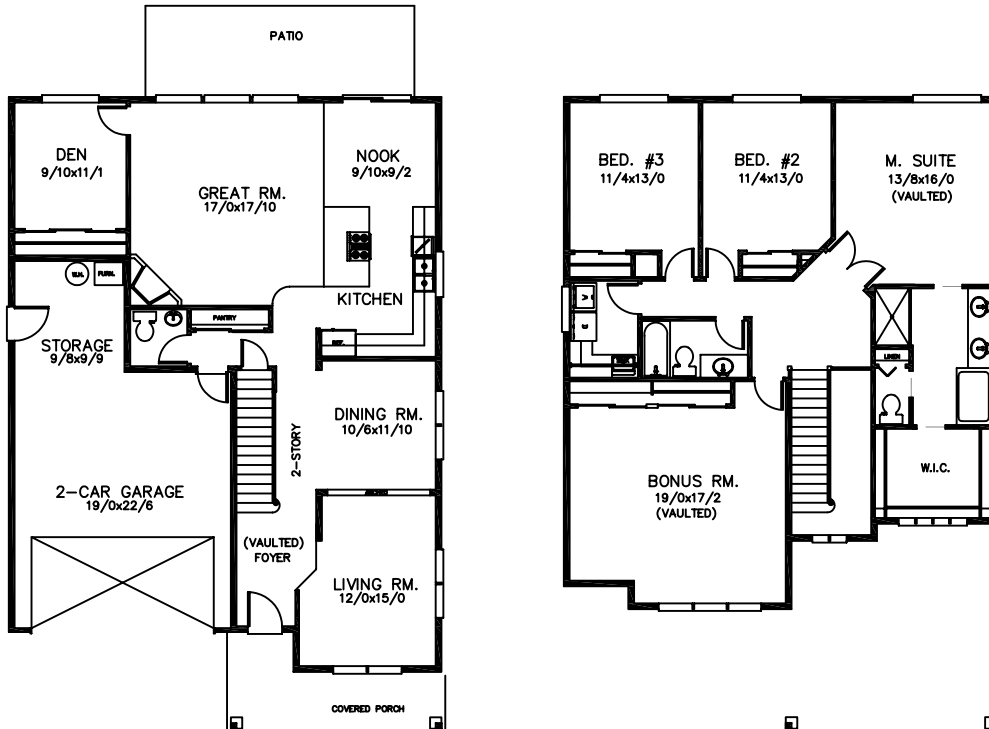 PATIO
DEN
9/10x11/1
NOOK
9/10x9/2
GREAT RM.
17/0x17/10
W.H.
FURN.
KITCHEN
PANTRY
REF.
STORAGE
9/8x9/9
DINING RM.
10/6x11/10
2-STORY
2-CAR GARAGE
19/0x22/6
ARCHED
(VAULTED)
FOYER
LIVING RM.
12/0x15/0
COVERED PORCH
BED. #3
11/4x13/0
BED. #2
11/4x13/0
M. SUITE
13/8x16/0
(VAULTED)
LINEN
BONUS RM.
19/0x17/2
(VAULTED)
W.I.C.